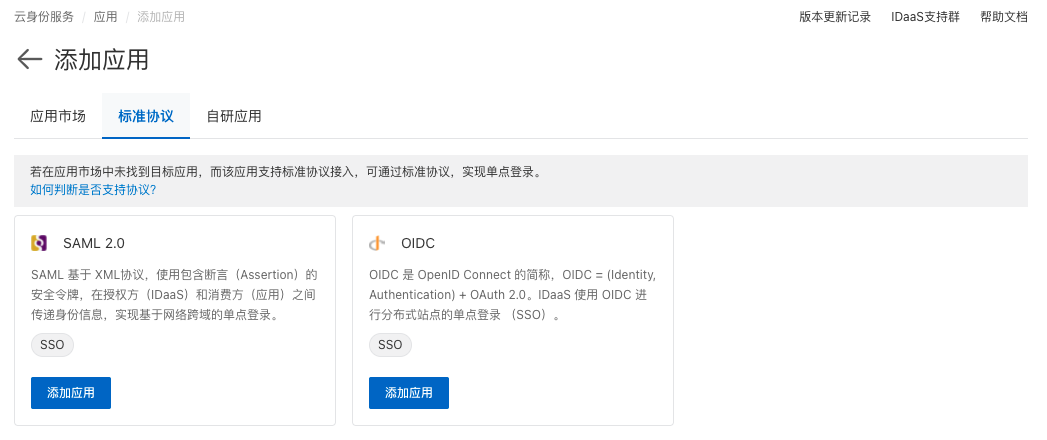 云身份服务 / 应用 / 添加应用
版本更新记录 IDaaS支持群 帮助文档
添加应用
应用市场 标准协议 自研应用
若在应用市场中未找到目标应用，而该应用支持标准协议接入，可通过标准协议，实现单点登录。
如何判断是否支持协议?
SAML 2.0
SAML 基于 XML协议，使用包含断言（Assertion）的
安全令牌，在授权方（IDaaS）和消费方（应用）之间
传递身份信息，实现基于网络跨域的单点登录。
SSO
添加应用
OIDC
OIDC 是 OpenID Connect 的简称，OIDC = (Identity,
Authentication) + OAuth 2.0。IDaaS 使用 OIDC 进
行分布式站点的单点登录 （SSO）。
SSO
添加应用